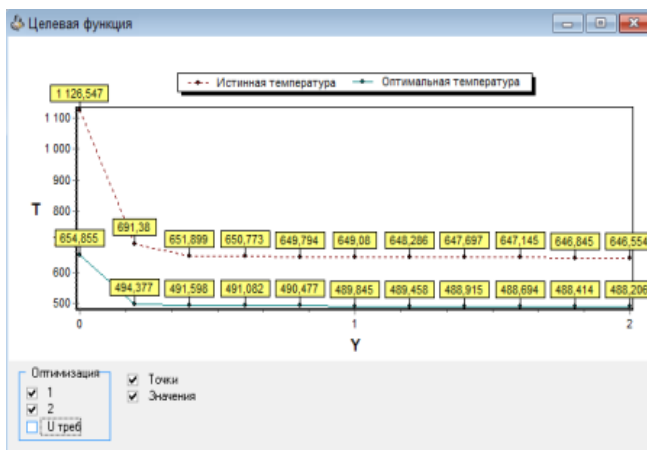 Целевая функция
Истинная температура Оптимальная температура
1 126,547
1 100
1 000
900
800
T
691,38
654,855 651,899 650,773 649,794 649,08 648,286 647,697 647,145 646,845 646,554
600
494,377 491,598 491,082 490,477 489,845 489,458 488,915 488,694 488,414 488,206
500
0 1 2
Y
Оптимизация
1
2
U треб
Точки
Значения